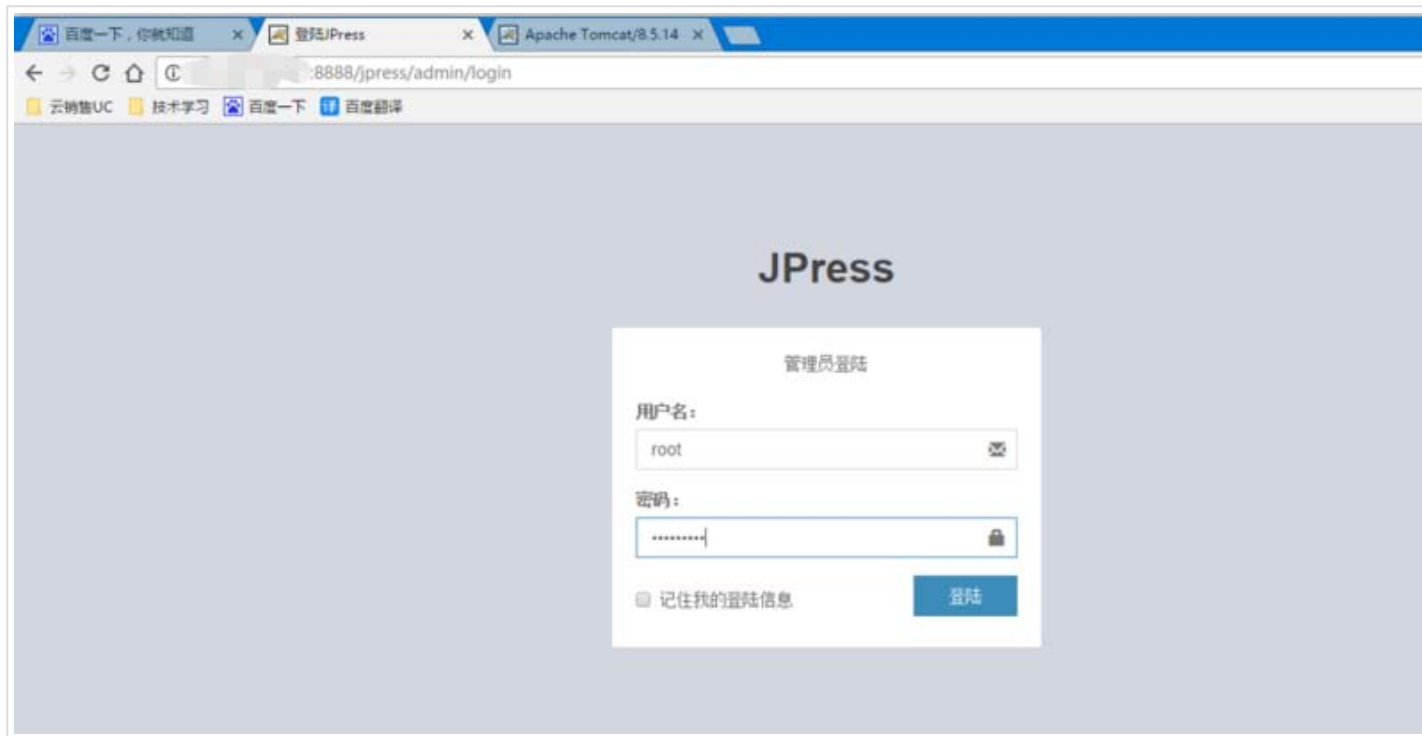 百度一下，你就知道
登陆JPress
Apache Tomcat/8.5.14
:8888/jpress/admin/login
云销售UC 技术学习 百度一下 译 百度翻译
JPress
管理员登陆
用户名：
root
密码：
记住我的登陆信息 登陆